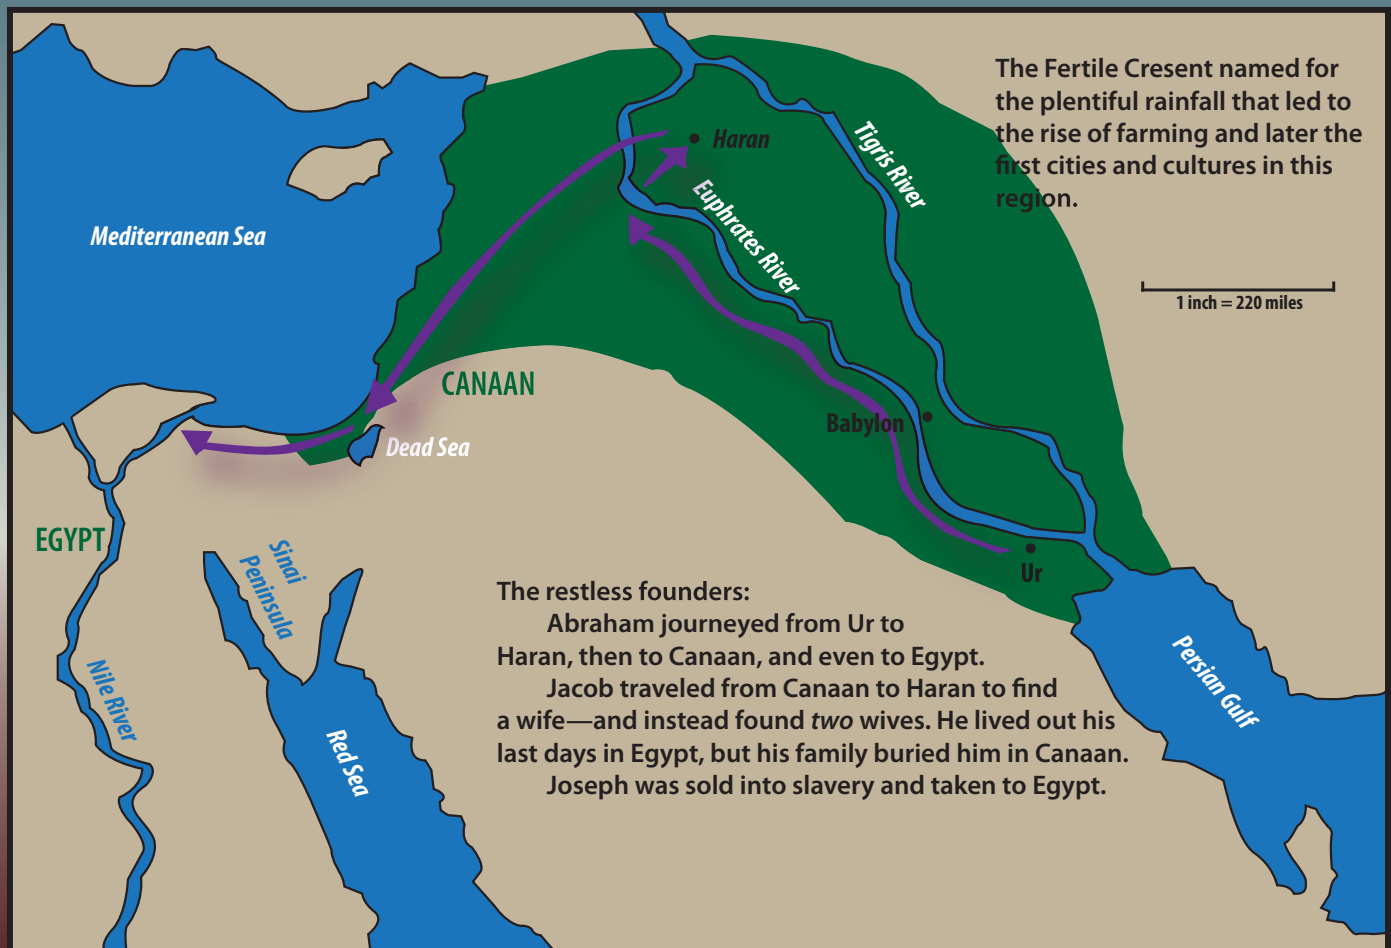 The Fertile Cresent named for
the plentiful rainfall that led to
the rise of farming and later the
first cities and cultures in this
region.
Haran
Tigris River
Euphrates River
Mediterranean Sea
1 inch = 220 miles
CANAAN
Babylon
Dead Sea
EGYPT
Sinai
Peninsula
Ur
The restless founders:
Abraham journeyed from Ur to
Haran, then to Canaan, and even to Egypt.
Jacob traveled from Canaan to Haran to find
a wife—and instead found two wives. He lived out his
last days in Egypt, but his family buried him in Canaan.
Joseph was sold into slavery and taken to Egypt.
Nile River
Red Sea
Persian Gulf